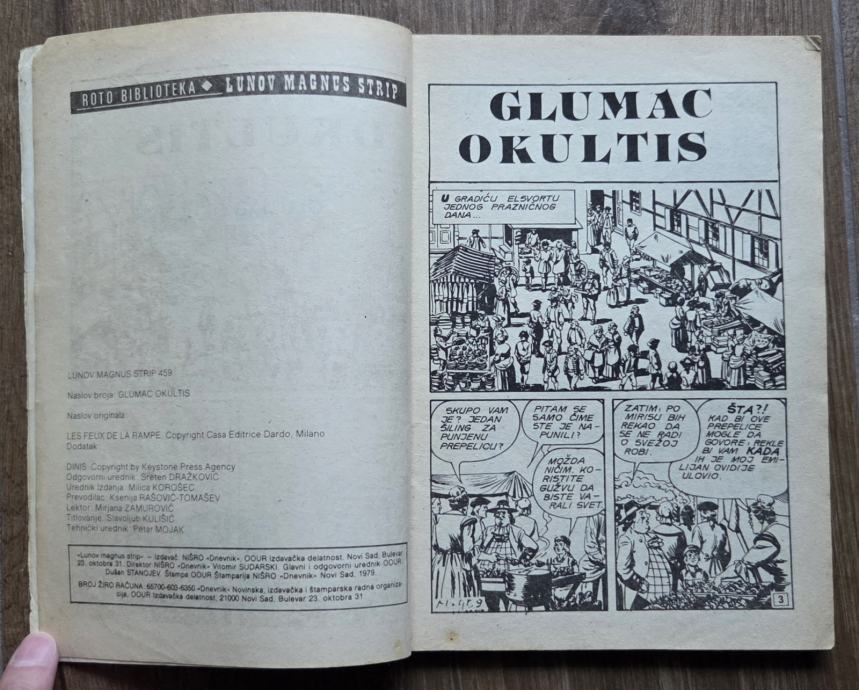 ROTO BIBLIOTEKA ◆ LUNOV MAGNUS STRIP
LUNOV MAGNUS STRIP 459
Naslov broja: GLUMAC OKULTIS
Naslov originala:
LES FEUX DE LA RAMPE, Copyright Casa Editrice Dardo, Milano
Dodatak:
DINIS: Copyright by Keystone Press Agency
Odgovorni urednik: Sreten DRAŽKOVIĆ
Urednik izdanja: Milica KOROŠEC
Prevodilac: Ksenija RAŠOVIĆ-TOMAŠEV
Lektor: Mirjana ZAMUROVIĆ
Titlovanje: Slavoljub KULIŠIĆ
Tehnički urednik: Petar MOJAK
»Lunov magnus strip« – Izdavač: NIŠRO »Dnevnik«, OOUR Izdavačka delatnost, Novi Sad, Bulevar
23. oktobra 31. Direktor NIŠRO »Dnevnik« Vitomir SUDARSKI. Glavni i odgovorni urednik OOUR:
Dušan STANOJEV. Štampa OOUR Štamparija NIŠRO »Dnevnik« Novi Sad, 1979.
BROJ ŽIRO RAČUNA: 65700-603-6350 »Dnevnik« Novinska, izdavačka i štamparska radna organiza-
cija, OOUR Izdavačka delatnost, 21000 Novi Sad, Bulevar 23. oktobra 31
GLUMAC
OKULTIS
U GRADIĆU ELSVORTU
JEDNOG PRAZNIČNOG
DANA...
SKUPO VAM
JE? JEDAN
ŠILING ZA
PUNJENU
PREPELICU?
PITAM SE
SAMO ČIME
STE JE NA-
PUNILI?
MOŽDA
NIČIM. KO-
RISTITE
GUŽVU DA
BISTE VA-
RALI SVET.
ZATIM, PO
MIRISU BIH
REKAO DA
SE NE RADI
O SVEŽOJ
ROBI.
ŠTA?!
KAD BI OVE
PREPELICE
MOGLE DA
GOVORE, REKLE
BI VAM KADA
IH JE MOJ EMI-
LIJAN OVIDIJE
ULOVIO.
3